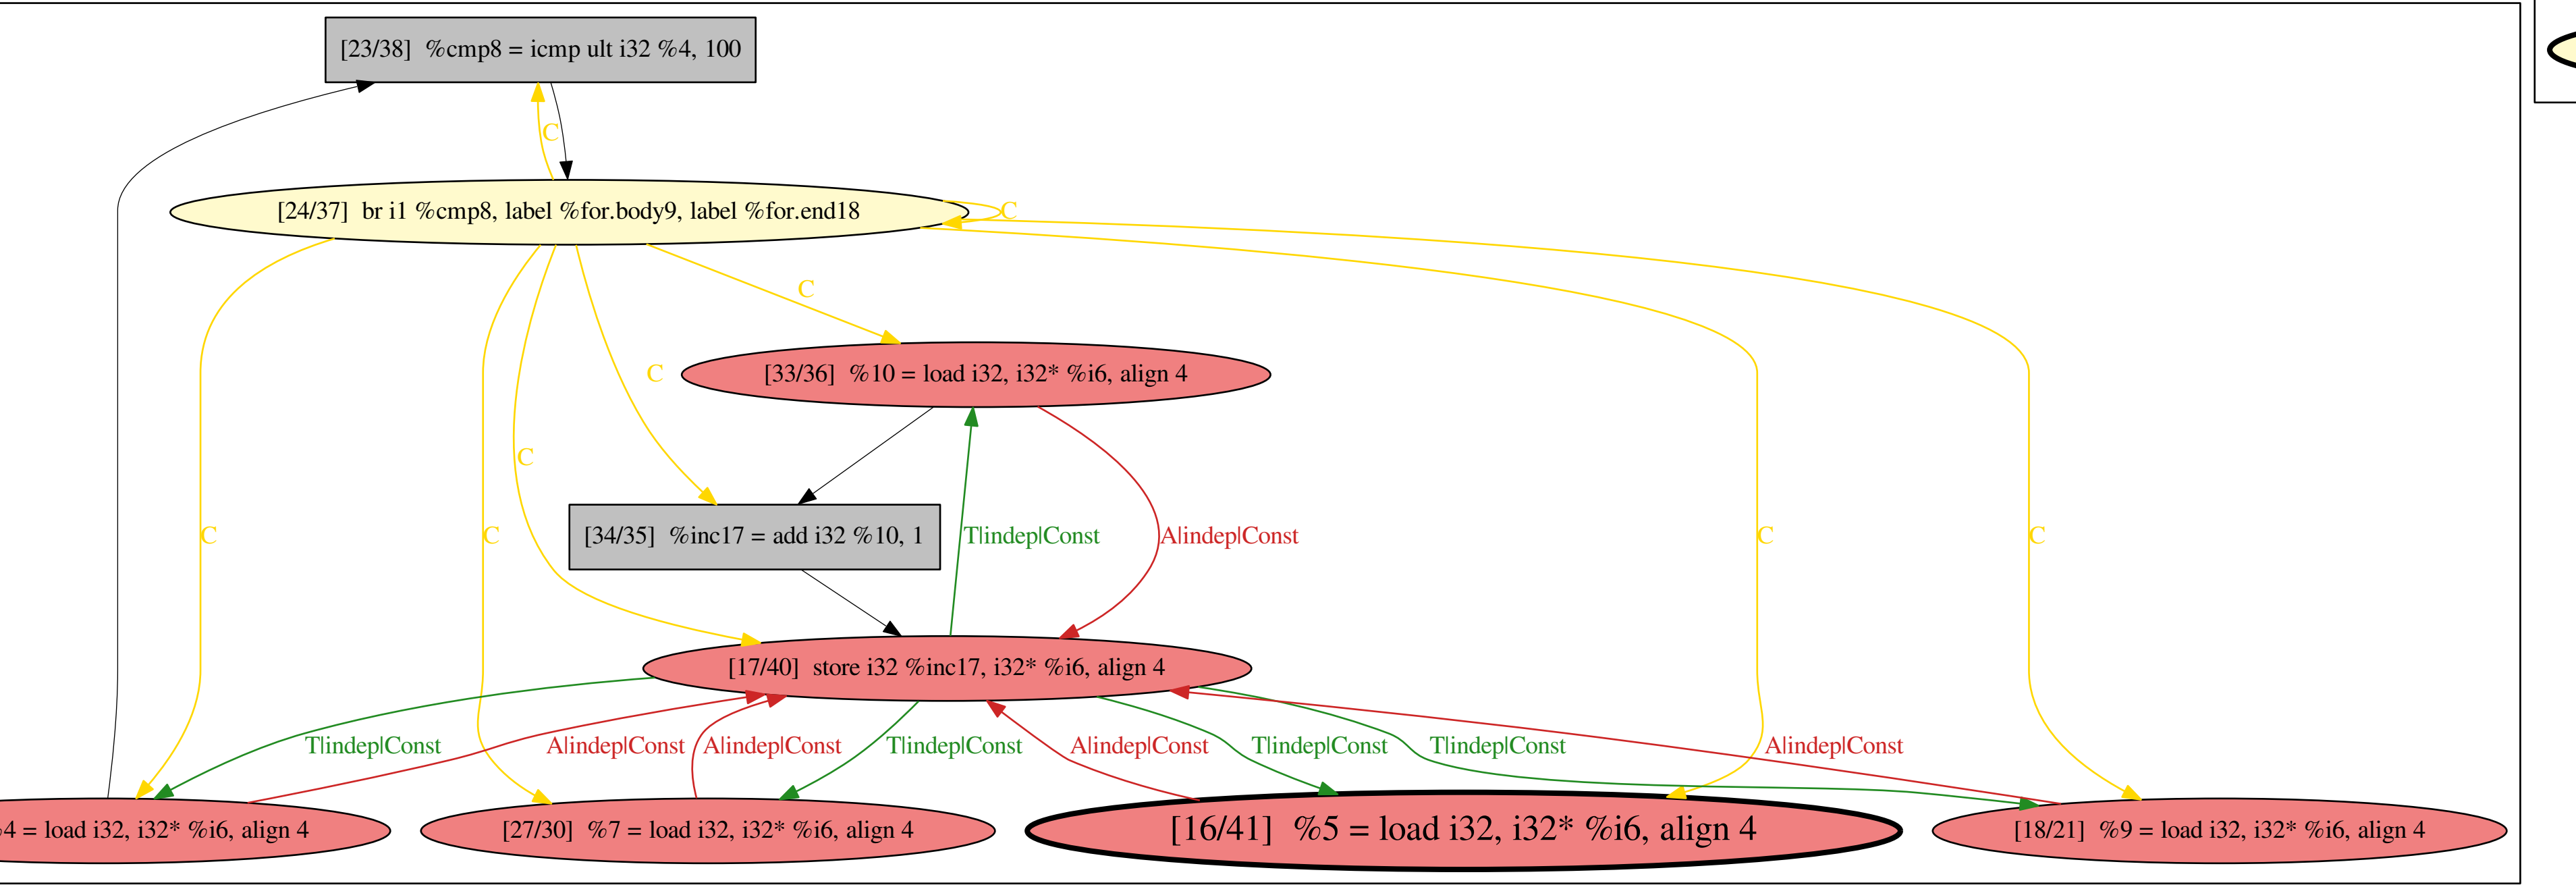 [23/38] %cmp8 = icmp ult i32 %4, 100
C
[24/37] br i1 %cmp8, label %for.body9, label %for.end18
C
C
C
[33/36] %10 = load i32, i32* %i6, align 4
C
C
C
[34/35] %inc17 = add i32 %10, 1
T|indep|Const
A|indep|Const
C
C
[17/40] store i32 %inc17, i32* %i6, align 4
T|indep|Const
A|indep|Const
A|indep|Const
T|indep|Const
A|indep|Const
T|indep|Const
T|indep|Const
A|indep|Const
4 = load i32, i32* %i6, align 4
[27/30] %7 = load i32, i32* %i6, align 4
[16/41] %5 = load i32, i32* %i6, align 4
[18/21] %9 = load i32, i32* %i6, align 4